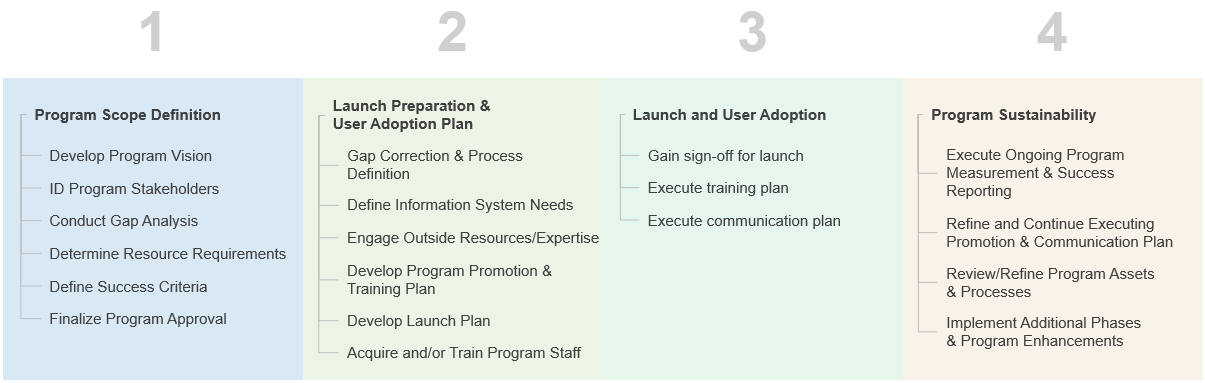 1
2
3
4
Program Scope Definition
Develop Program Vision
ID Program Stakeholders
Conduct Gap Analysis
Determine Resource Requirements
Define Success Criteria
Finalize Program Approval
Launch Preparation &
User Adoption Plan
Gap Correction & Process
Definition
Define Information System Needs
Engage Outside Resources/Expertise
Develop Program Promotion &
Training Plan
Develop Launch Plan
Acquire and/or Train Program Staff
Launch and User Adoption
Gain sign-off for launch
Execute training plan
Execute communication plan
Program Sustainability
Execute Ongoing Program
Measurement & Success
Reporting
Refine and Continue Executing
Promotion & Communication Plan
Review/Refine Program Assets
& Processes
Implement Additional Phases
& Program Enhancements